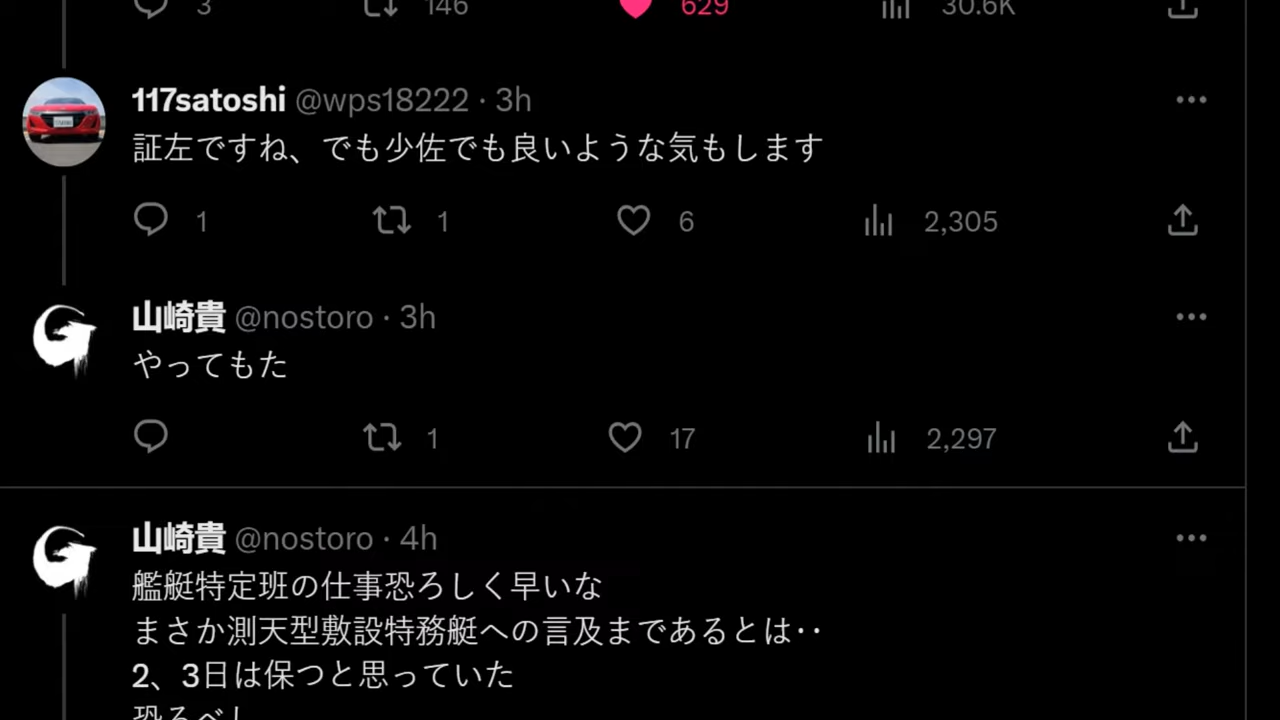 3 146 629 30.6K
117satoshi @wps18222 · 3h
証左ですね、でも少佐でも良いような気もします
1 1 6 2,305
山崎貴 @nostoro · 3h
やってもた
1 17 2,297
山崎貴 @nostoro · 4h
艦艇特定班の仕事恐ろしく早いな
まさか測天型敷設特務艇への言及まであるとは‥
2、3日は保つと思っていた
恐るべし